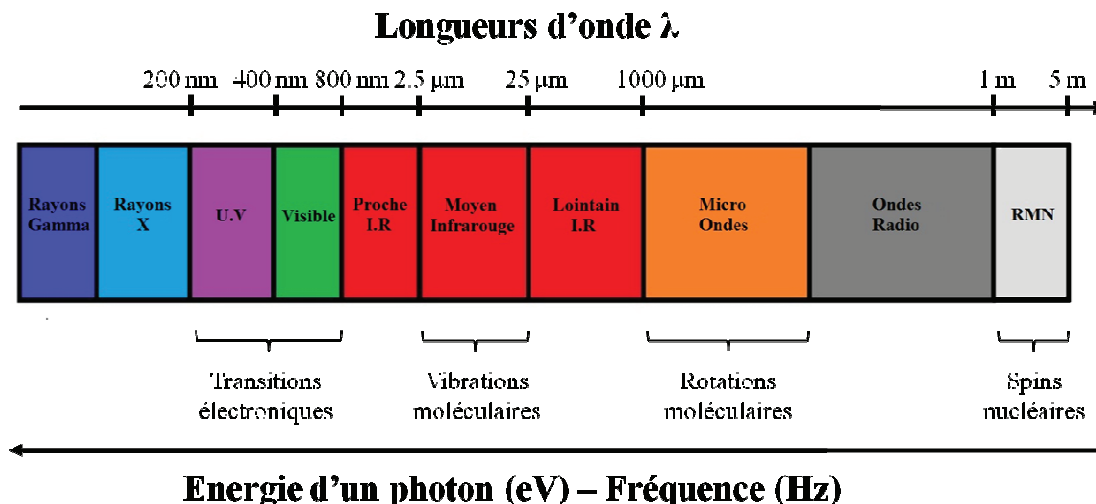 Longueurs d'onde λ
200 nm 400 nm 800 nm 2.5 μm 25 μm 1000 μm 1 m 5 m
Rayons
Gamma
Rayons
X
U.V
Visible
Proche
I.R
Moyen
Infrarouge
Lointain
I.R
Micro
Ondes
Ondes
Radio
RMN
Transitions
électroniques
Vibrations
moléculaires
Rotations
moléculaires
Spins
nucléaires
Energie d'un photon (eV) – Fréquence (Hz)